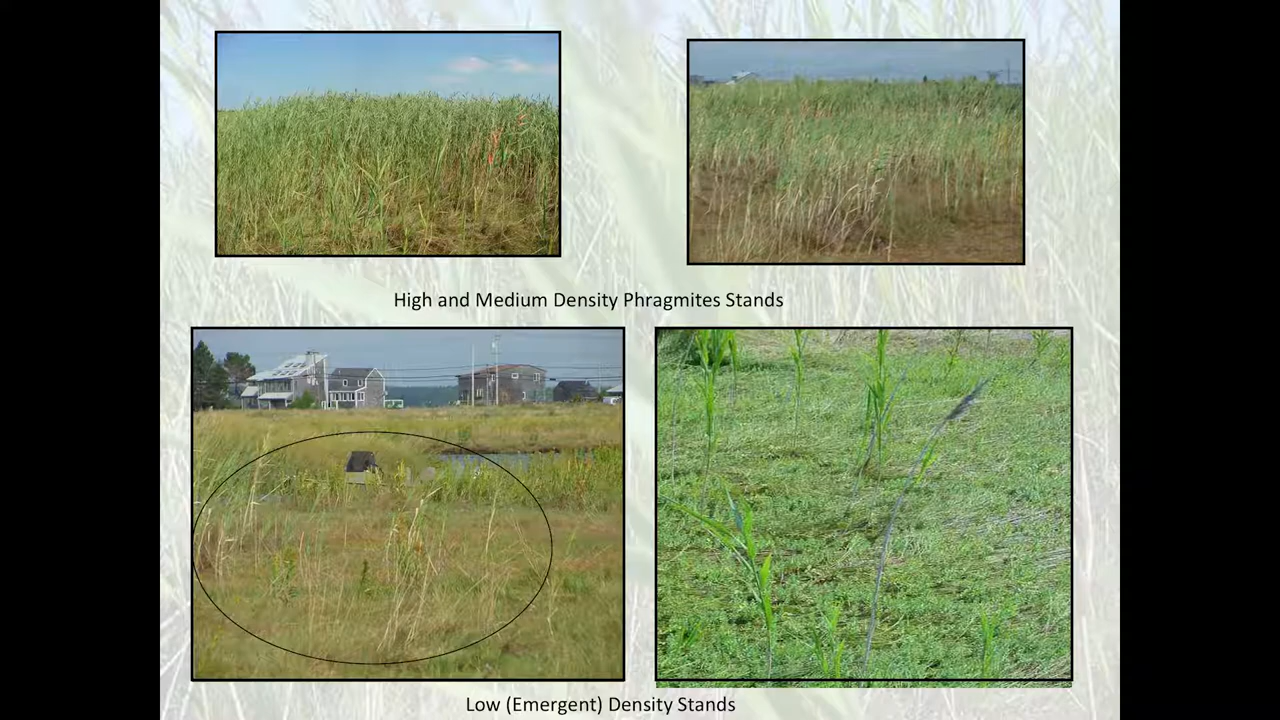 High and Medium Density Phragmites Stands
Low (Emergent) Density Stands